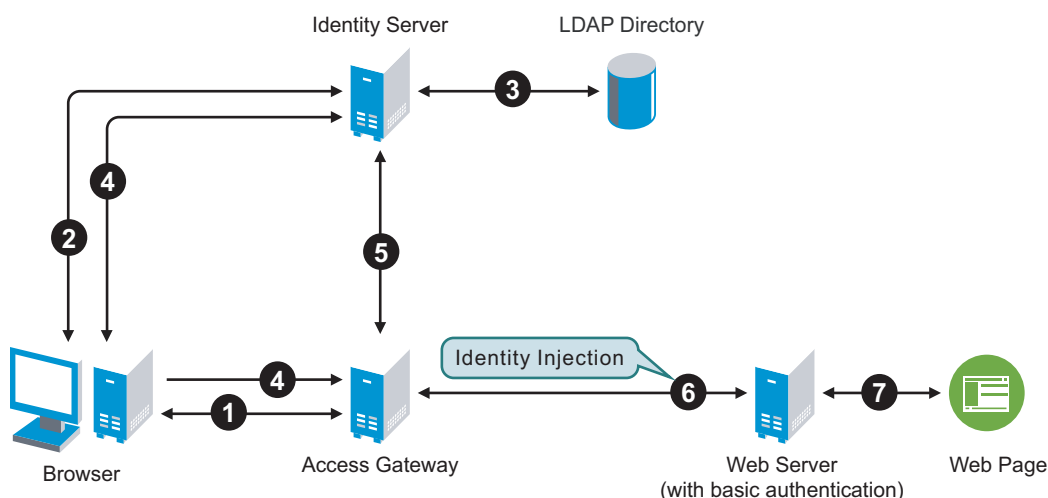 Identity Server
LDAP Directory
3
4
2
5
Identity Injection
4
1
6
7
Browser
Access Gateway
Web Server
(with basic authentication)
Web Page